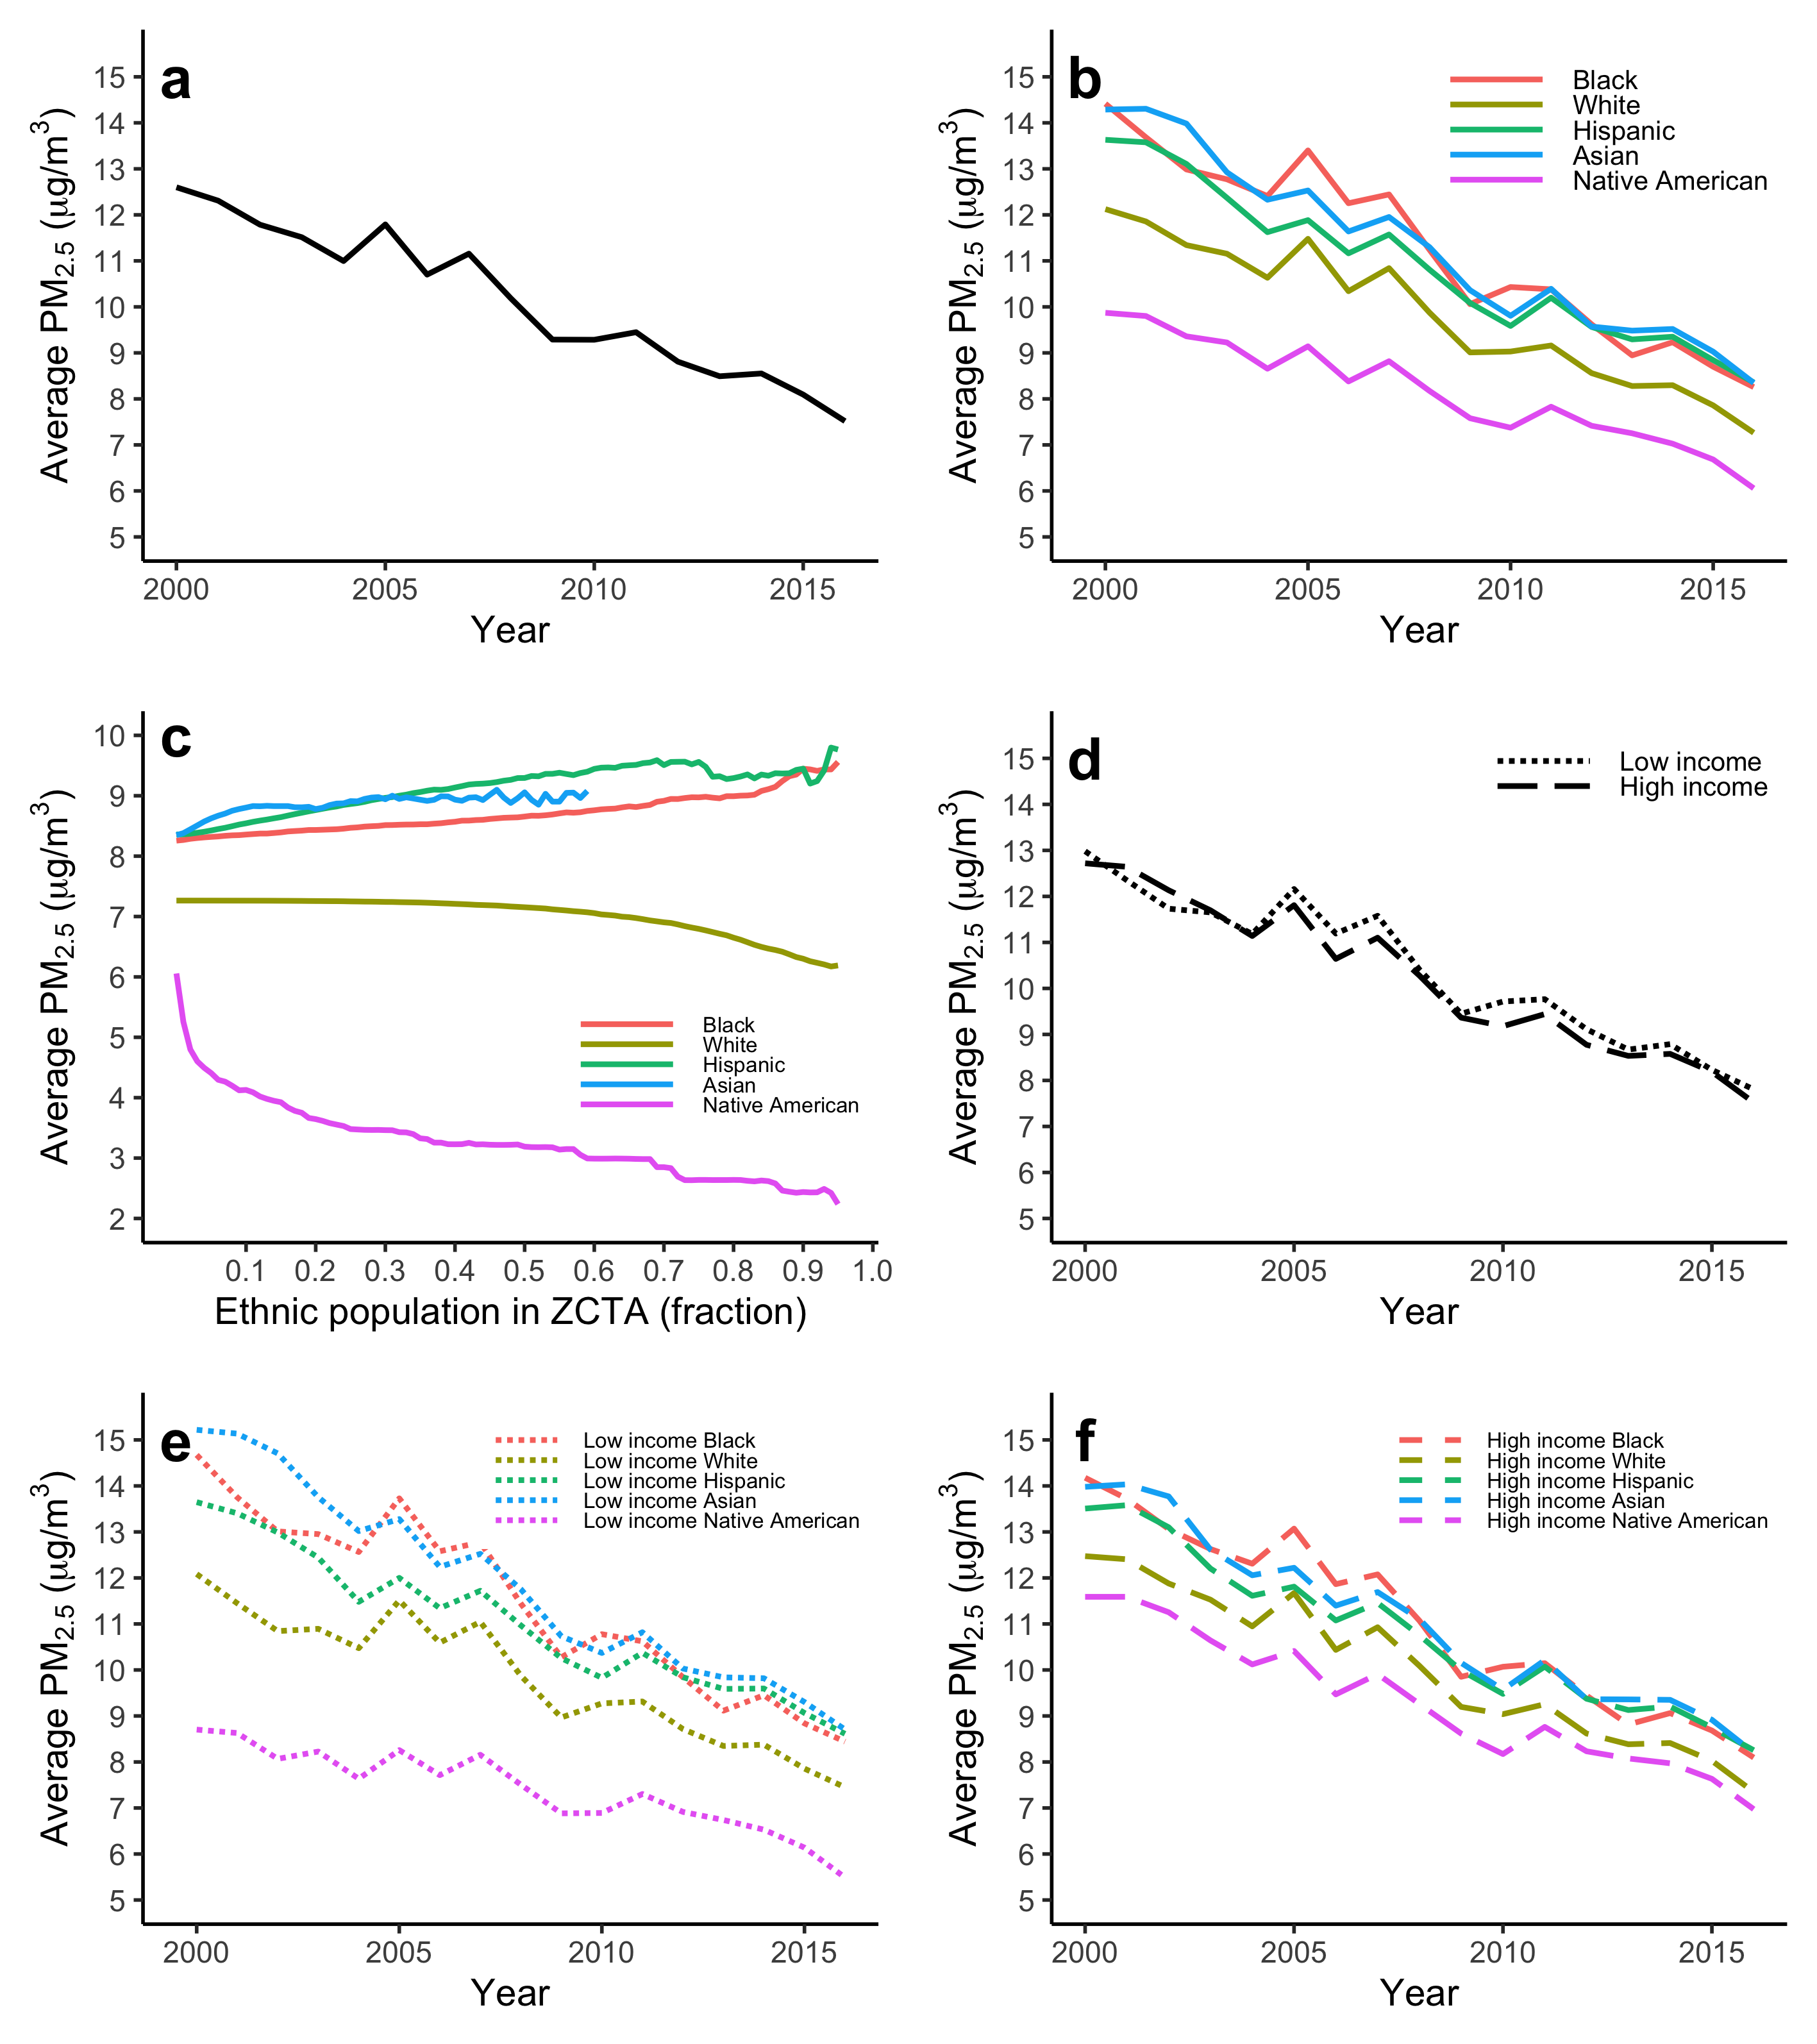 a
15
14
13
12
11
10
9
8
7
6
5
Average PM2.5 (μg/m3)
2000 2005 2010 2015
Year
b
15
14
13
12
11
10
9
8
7
6
5
Average PM2.5 (μg/m3)
Black
White
Hispanic
Asian
Native American
2000 2005 2010 2015
Year
c
10
9
8
7
6
5
4
3
2
Average PM2.5 (μg/m3)
Black
White
Hispanic
Asian
Native American
0.1 0.2 0.3 0.4 0.5 0.6 0.7 0.8 0.9 1.0
Ethnic population in ZCTA (fraction)
d
15
14
13
12
11
10
9
8
7
6
5
Average PM2.5 (μg/m3)
Low income
High income
2000 2005 2010 2015
Year
e
15
14
13
12
11
10
9
8
7
6
5
Average PM2.5 (μg/m3)
Low income Black
Low income White
Low income Hispanic
Low income Asian
Low income Native American
2000 2005 2010 2015
Year
f
15
14
13
12
11
10
9
8
7
6
5
Average PM2.5 (μg/m3)
High income Black
High income White
High income Hispanic
High income Asian
High income Native American
2000 2005 2010 2015
Year